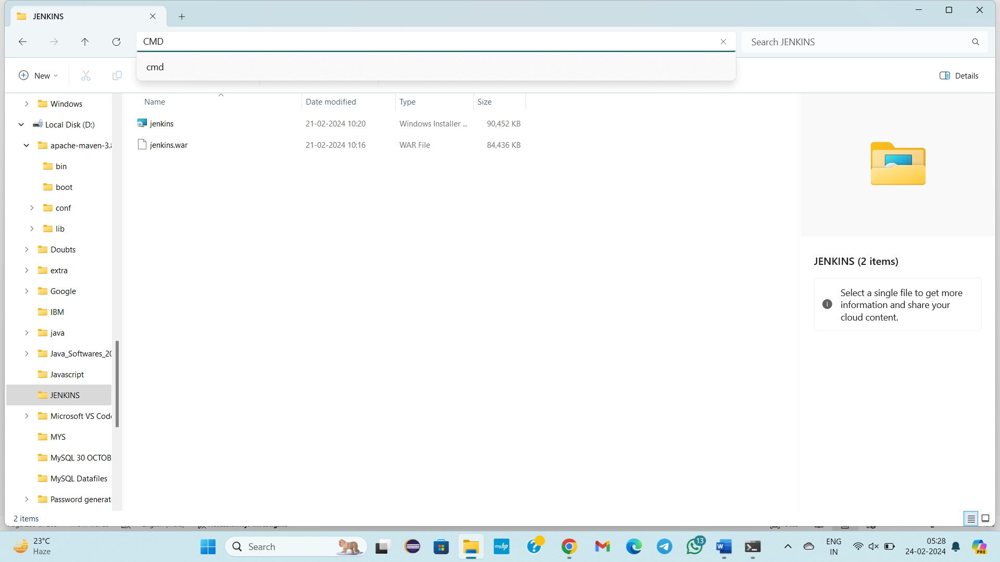 JENKINS
CMD
Search JENKINS
cmd
New
Details
Name
Date modified
Type
Size
jenkins
21-02-2024 10:20
Windows Installer ...
90,452 KB
jenkins.war
21-02-2024 10:16
WAR File
84,436 KB
Windows
Local Disk (D:)
apache-maven-3.8
bin
boot
conf
lib
Doubts
extra
Google
IBM
java
Java_Softwares_20
Javascript
JENKINS
Microsoft VS Code
MYS
MySQL 30 OCTOB
MySQL Datafiles
Password generat
JENKINS (2 items)
Select a single file to get more
information and share your
cloud content.
2 items
23°C
Haze
Search
myhp
13
ENG
IN
05:28
24-02-2024
PRE